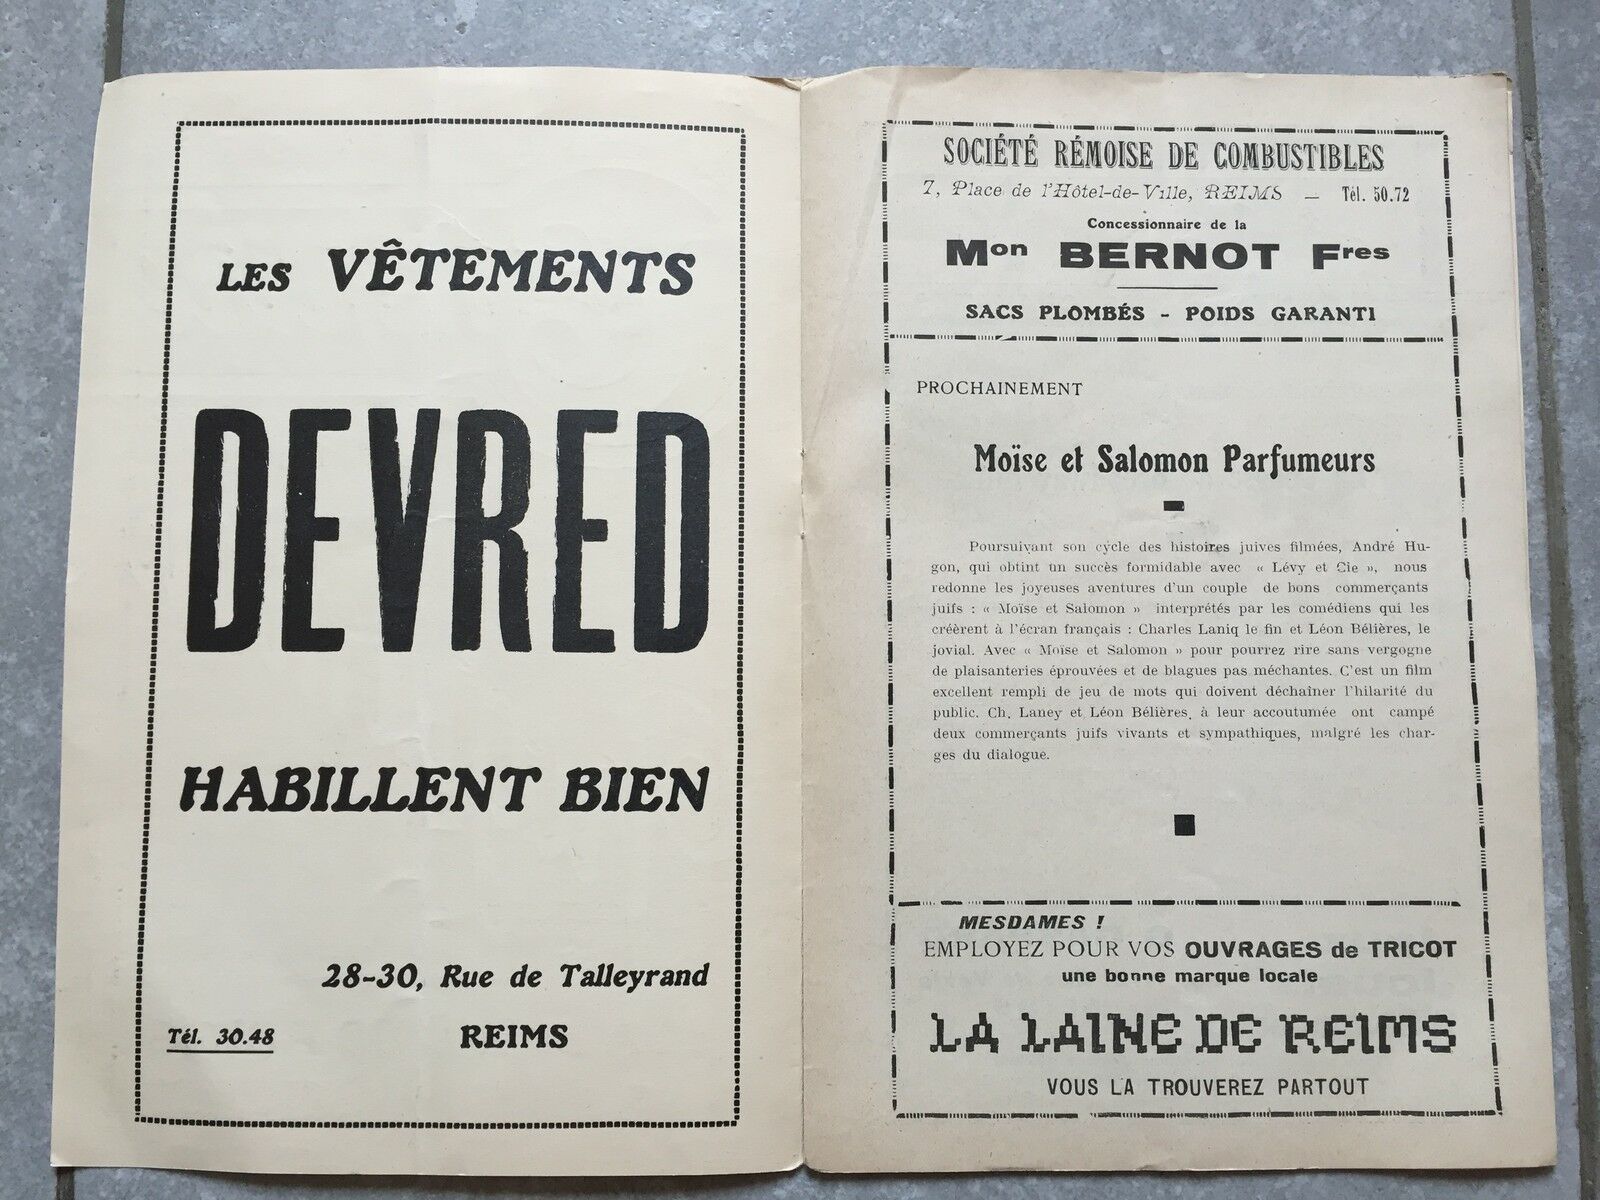 LES VÊTEMENTS
DEVRED
HABILLENT BIEN
28-30, Rue de Talleyrand
Tél. 30.48 REIMS
SOCIÉTÉ RÉMOISE DE COMBUSTIBLES
7, Place de l'Hôtel-de-Ville, REIMS — Tél. 50.72
Concessionnaire de la
Mon BERNOT Fres
SACS PLOMBÉS - POIDS GARANTI
PROCHAINEMENT
Moïse et Salomon Parfumeurs
Poursuivant son cycle des histoires juives filmées, André Hu-
gon, qui obtint un succès formidable avec « Lévy et Cie », nous
redonne les joyeuses aventures d'un couple de bons commerçants
juifs : « Moïse et Salomon » interprétés par les comédiens qui les
créèrent à l'écran français : Charles Laniq le fin et Léon Bélières, le
jovial. Avec « Moïse et Salomon » pour pourrez rire sans vergogne
de plaisanteries éprouvées et de blagues pas méchantes. C'est un film
excellent rempli de jeu de mots qui doivent déchaîner l'hilarité du
public. Ch. Laney et Léon Bélières, à leur accoutumée ont campé
deux commerçants juifs vivants et sympathiques, malgré les char-
ges du dialogue.
MESDAMES !
EMPLOYEZ POUR VOS OUVRAGES de TRICOT
une bonne marque locale
LA LAINE DE REIMS
VOUS LA TROUVEREZ PARTOUT